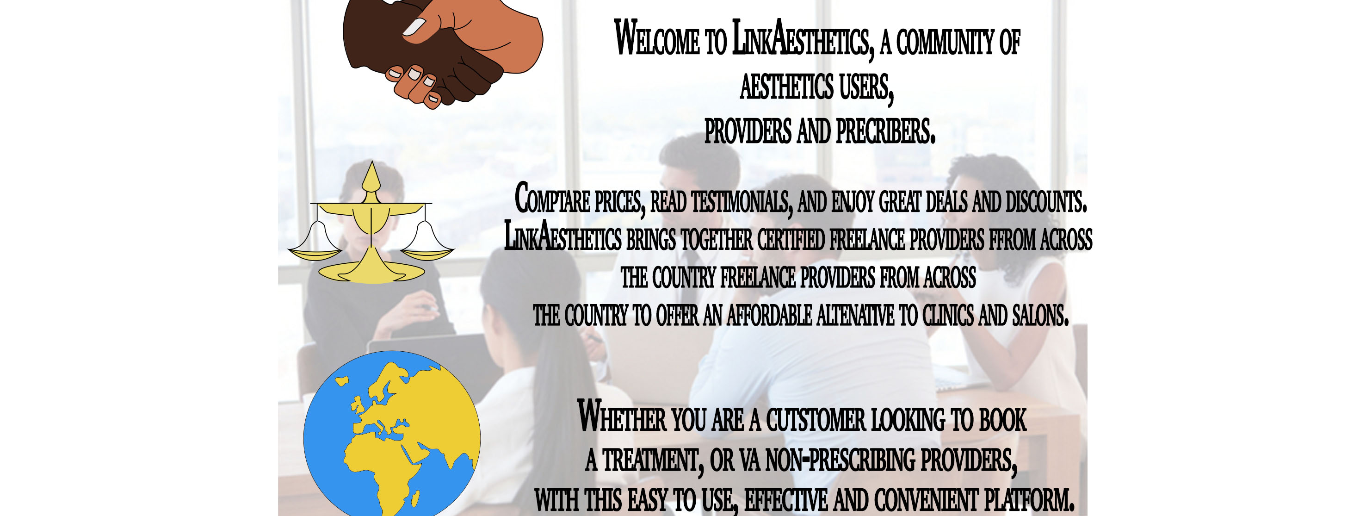 Welcome to LinkAesthetics, a community of
aesthetics users,
providers and precribers.
Comptare prices, read testimonials, and enjoy great deals and discounts.
LinkAesthetics brings together certified freelance providers ffrom across
the country freelance providers from across
the country to offer an affordable altenative to clinics and salons.
Whether you are a cutstomer looking to book
a treatment, or va non-prescribing providers,
with this easy to use, effective and convenient platform.